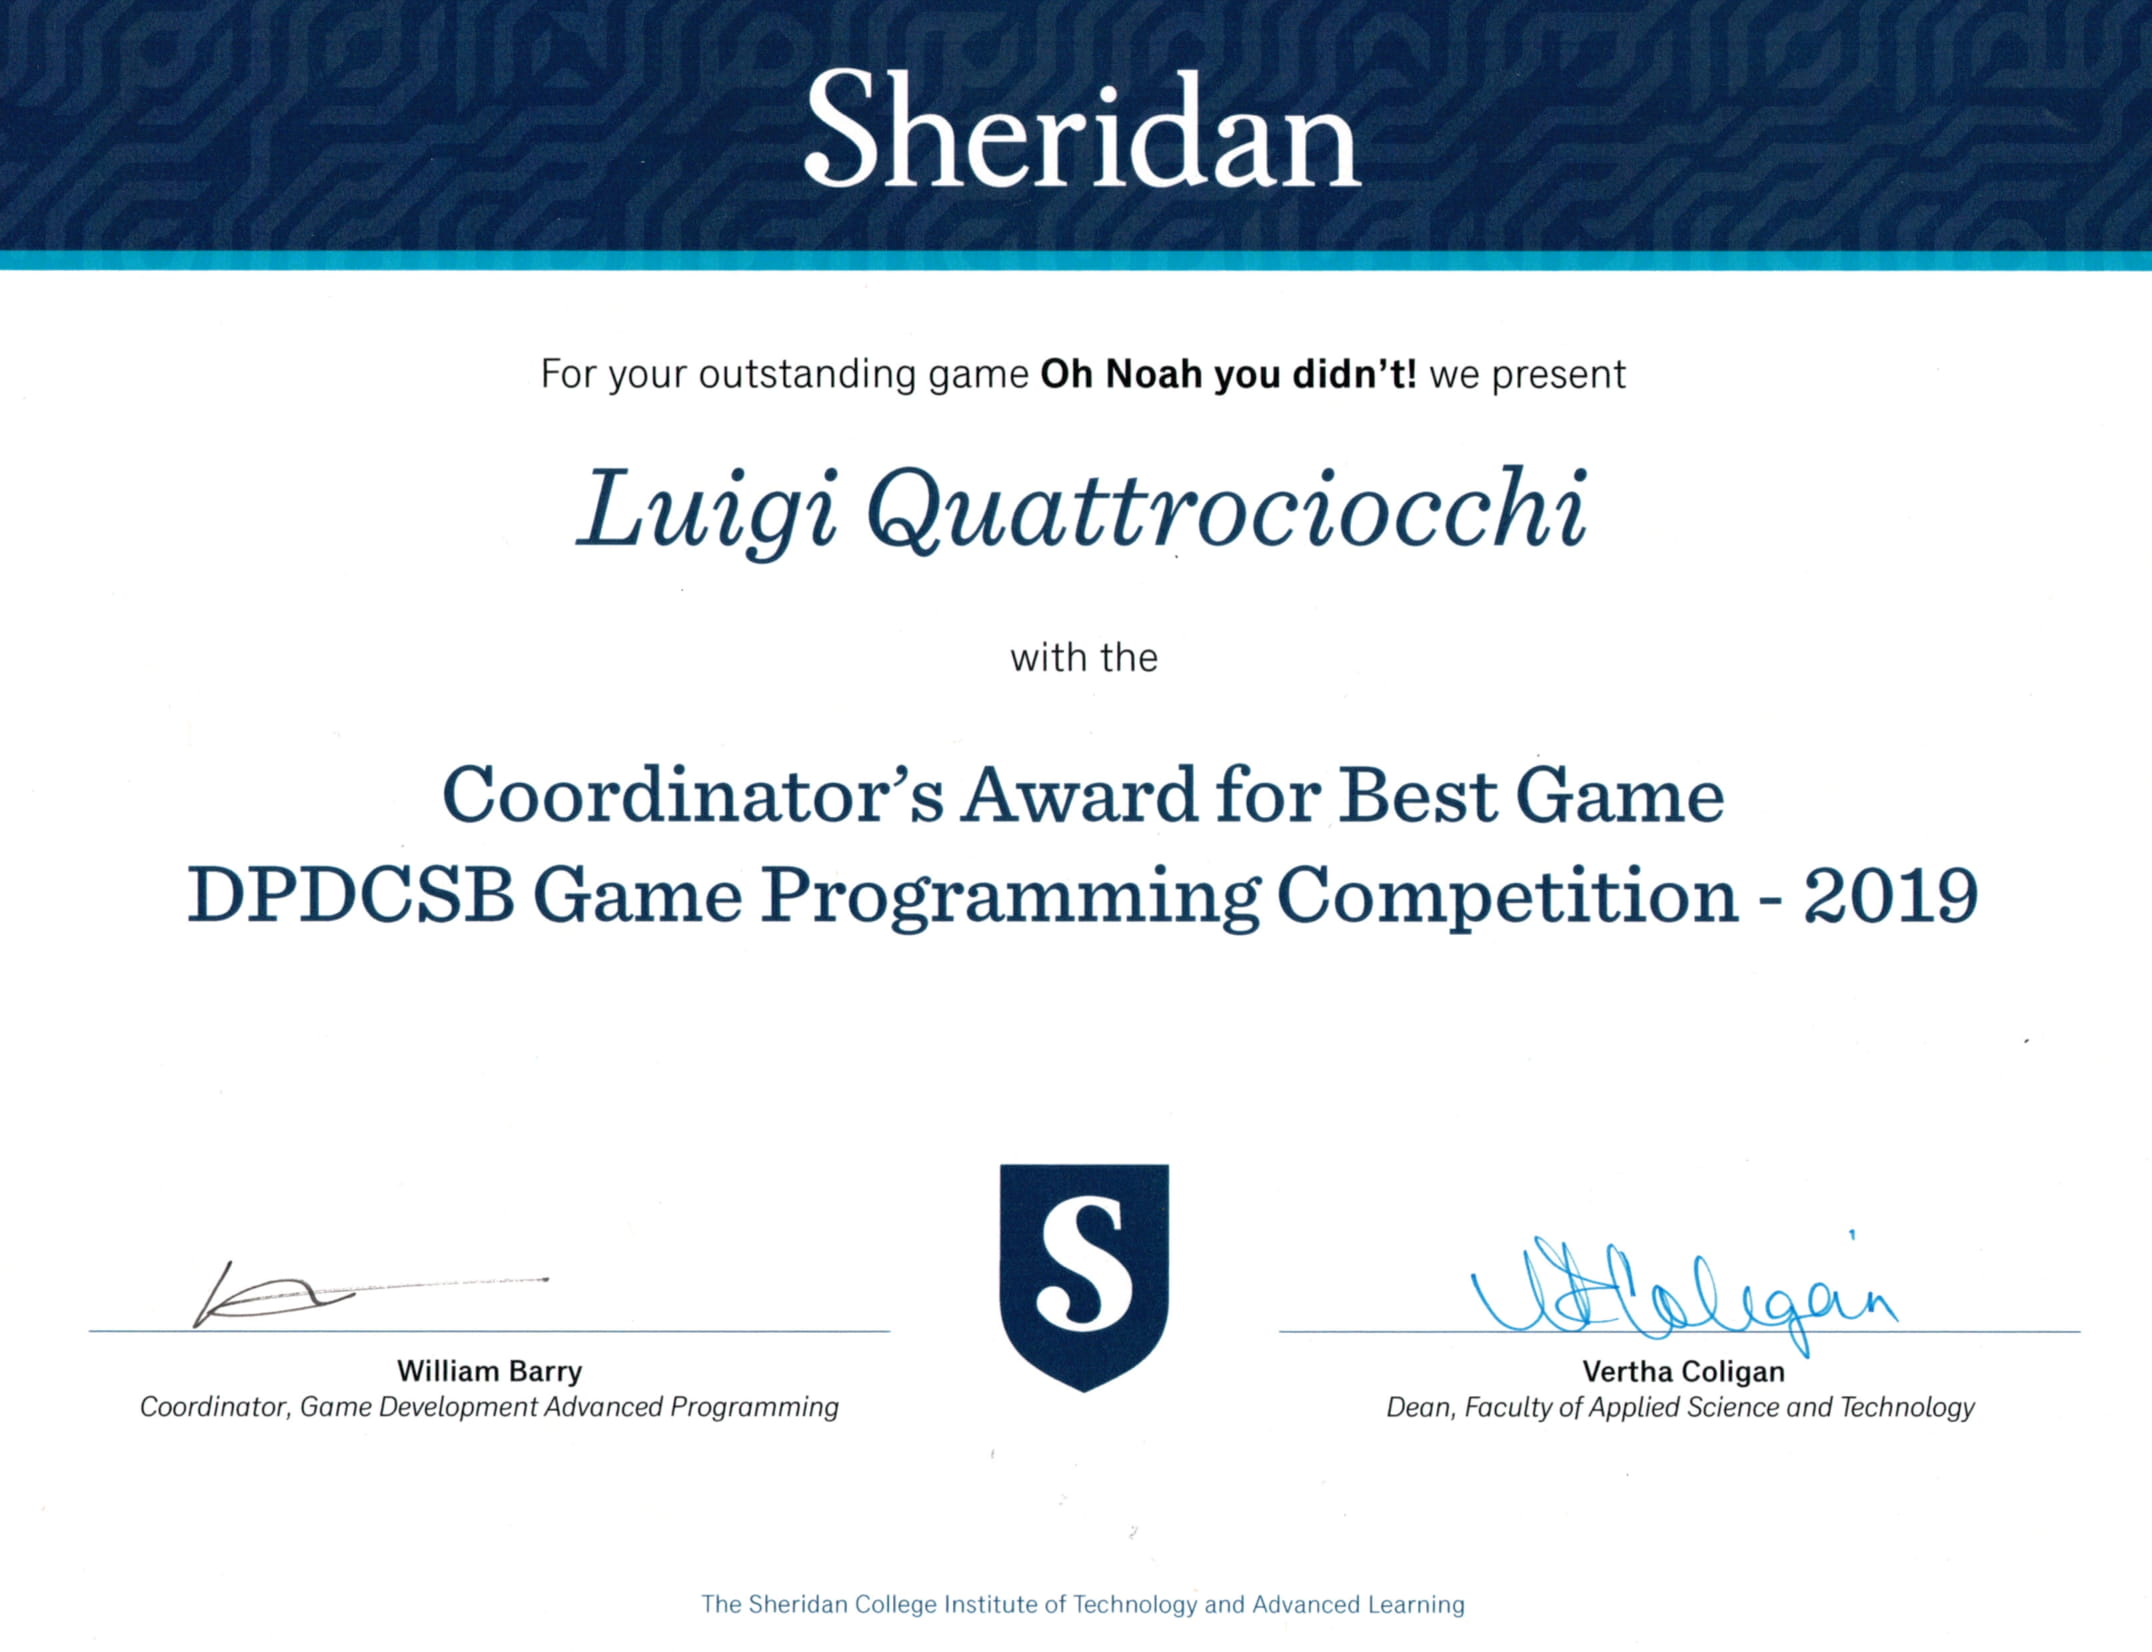 Sheridan
For your outstanding game Oh Noah you didn't! we present
Luigi Quattrociocchi
with the
Coordinator's Award for Best Game
DPDCSB Game Programming Competition - 2019
S
William Barry
Coordinator, Game Development Advanced Programming
Vertha Coligan
Dean, Faculty of Applied Science and Technology
The Sheridan College Institute of Technology and Advanced Learning